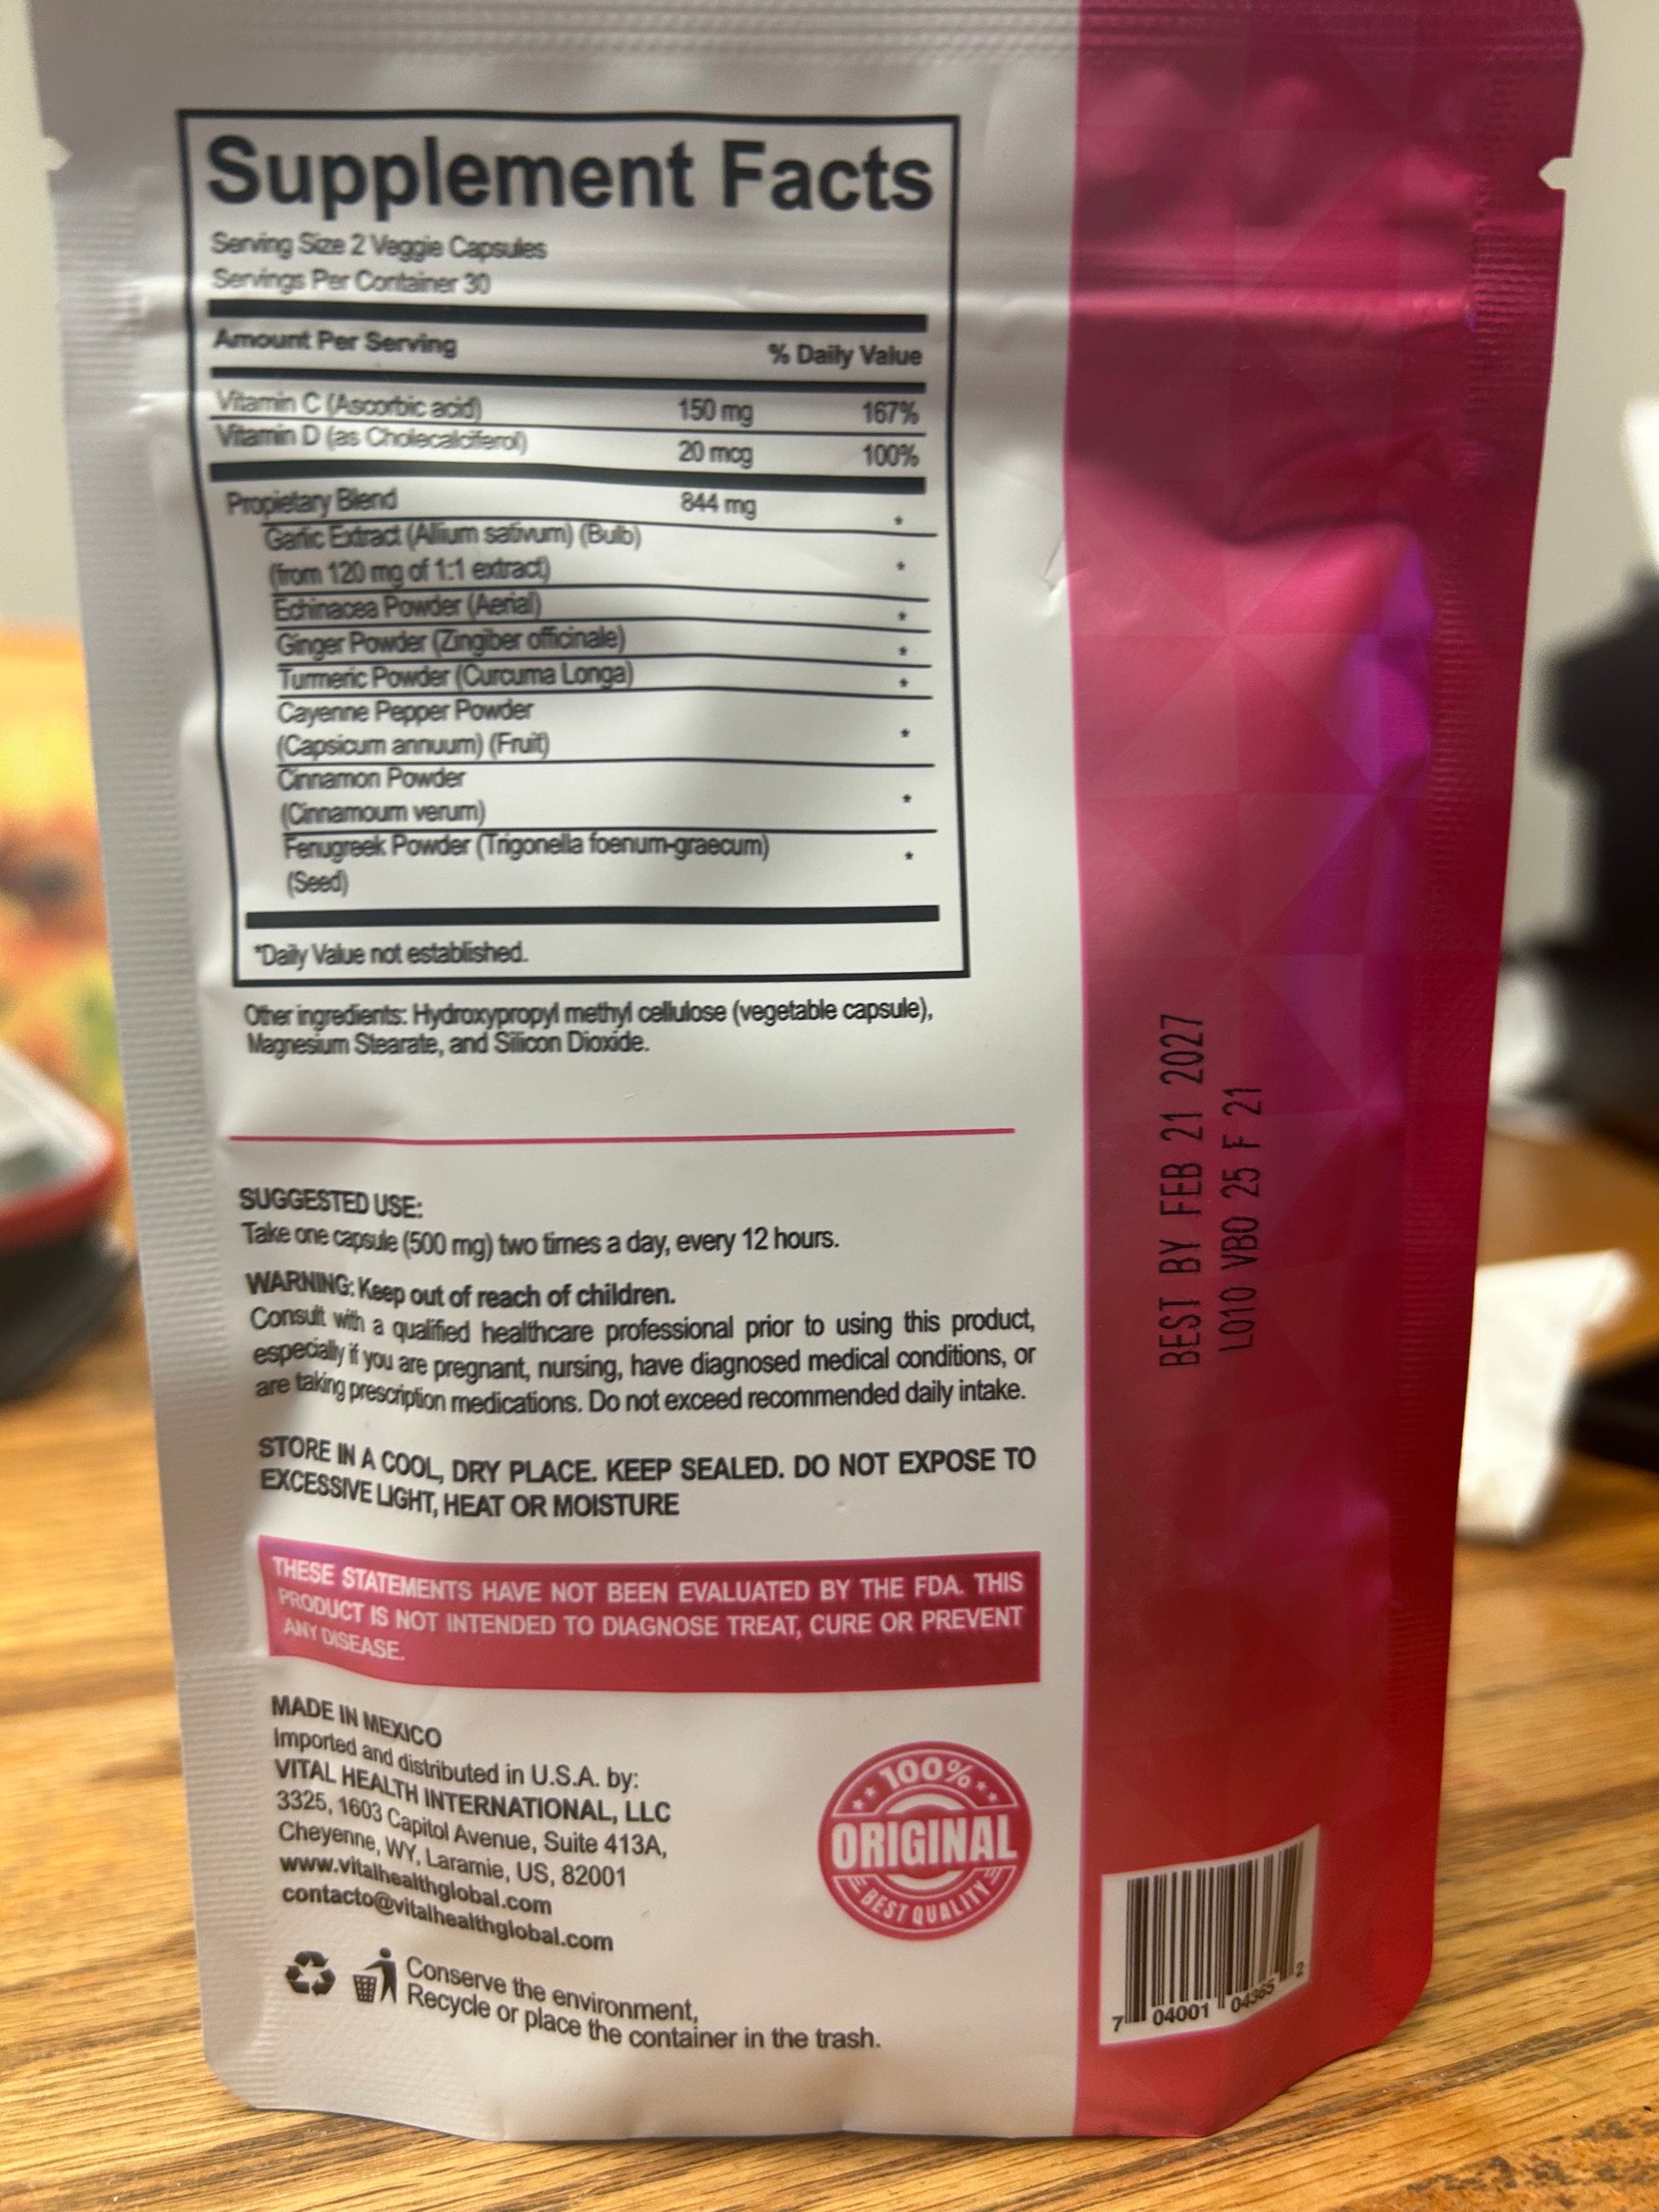 Supplement Facts
Serving Size 2 Veggie Capsules
Servings Per Container 30
Amount Per Serving % Daily Value
Vitamin C (Ascorbic acid) 150 mg 167%
Vitamin D (as Cholecalciferol) 20 mcg 100%
Propietary Blend 844 mg *
Garlic Extract (Allium sativum) (Bulb)
(from 120 mg of 1:1 extract) *
Echinacea Powder (Aerial) *
Ginger Powder (Zingiber officinale) *
Turmeric Powder (Curcuma Longa) *
Cayenne Pepper Powder
(Capsicum annuum) (Fruit) *
Cinnamon Powder
(Cinnamoum verum) *
Fenugreek Powder (Trigonella foenum-graecum) *
(Seed)
*Daily Value not established.
Other ingredients: Hydroxypropyl methyl cellulose (vegetable capsule),
Magnesium Stearate, and Silicon Dioxide.
SUGGESTED USE:
Take one capsule (500 mg) two times a day, every 12 hours.
WARNING: Keep out of reach of children.
Consult with a qualified healthcare professional prior to using this product,
especially if you are pregnant, nursing, have diagnosed medical conditions, or
are taking prescription medications. Do not exceed recommended daily intake.
STORE IN A COOL, DRY PLACE. KEEP SEALED. DO NOT EXPOSE TO
EXCESSIVE LIGHT, HEAT OR MOISTURE
THESE STATEMENTS HAVE NOT BEEN EVALUATED BY THE FDA. THIS
PRODUCT IS NOT INTENDED TO DIAGNOSE TREAT, CURE OR PREVENT
ANY DISEASE.
MADE IN MEXICO
Imported and distributed in U.S.A. by:
VITAL HEALTH INTERNATIONAL, LLC
3325, 1603 Capitol Avenue, Suite 413A,
Cheyenne, WY, Laramie, US, 82001
www.vitalhealthglobal.com
contacto@vitalhealthglobal.com
Conserve the environment,
Recycle or place the container in the trash.
100%
ORIGINAL
BEST QUALITY
BEST BY FEB 21 2027
L010 VBO 25 F 21
7 04001 04365 2